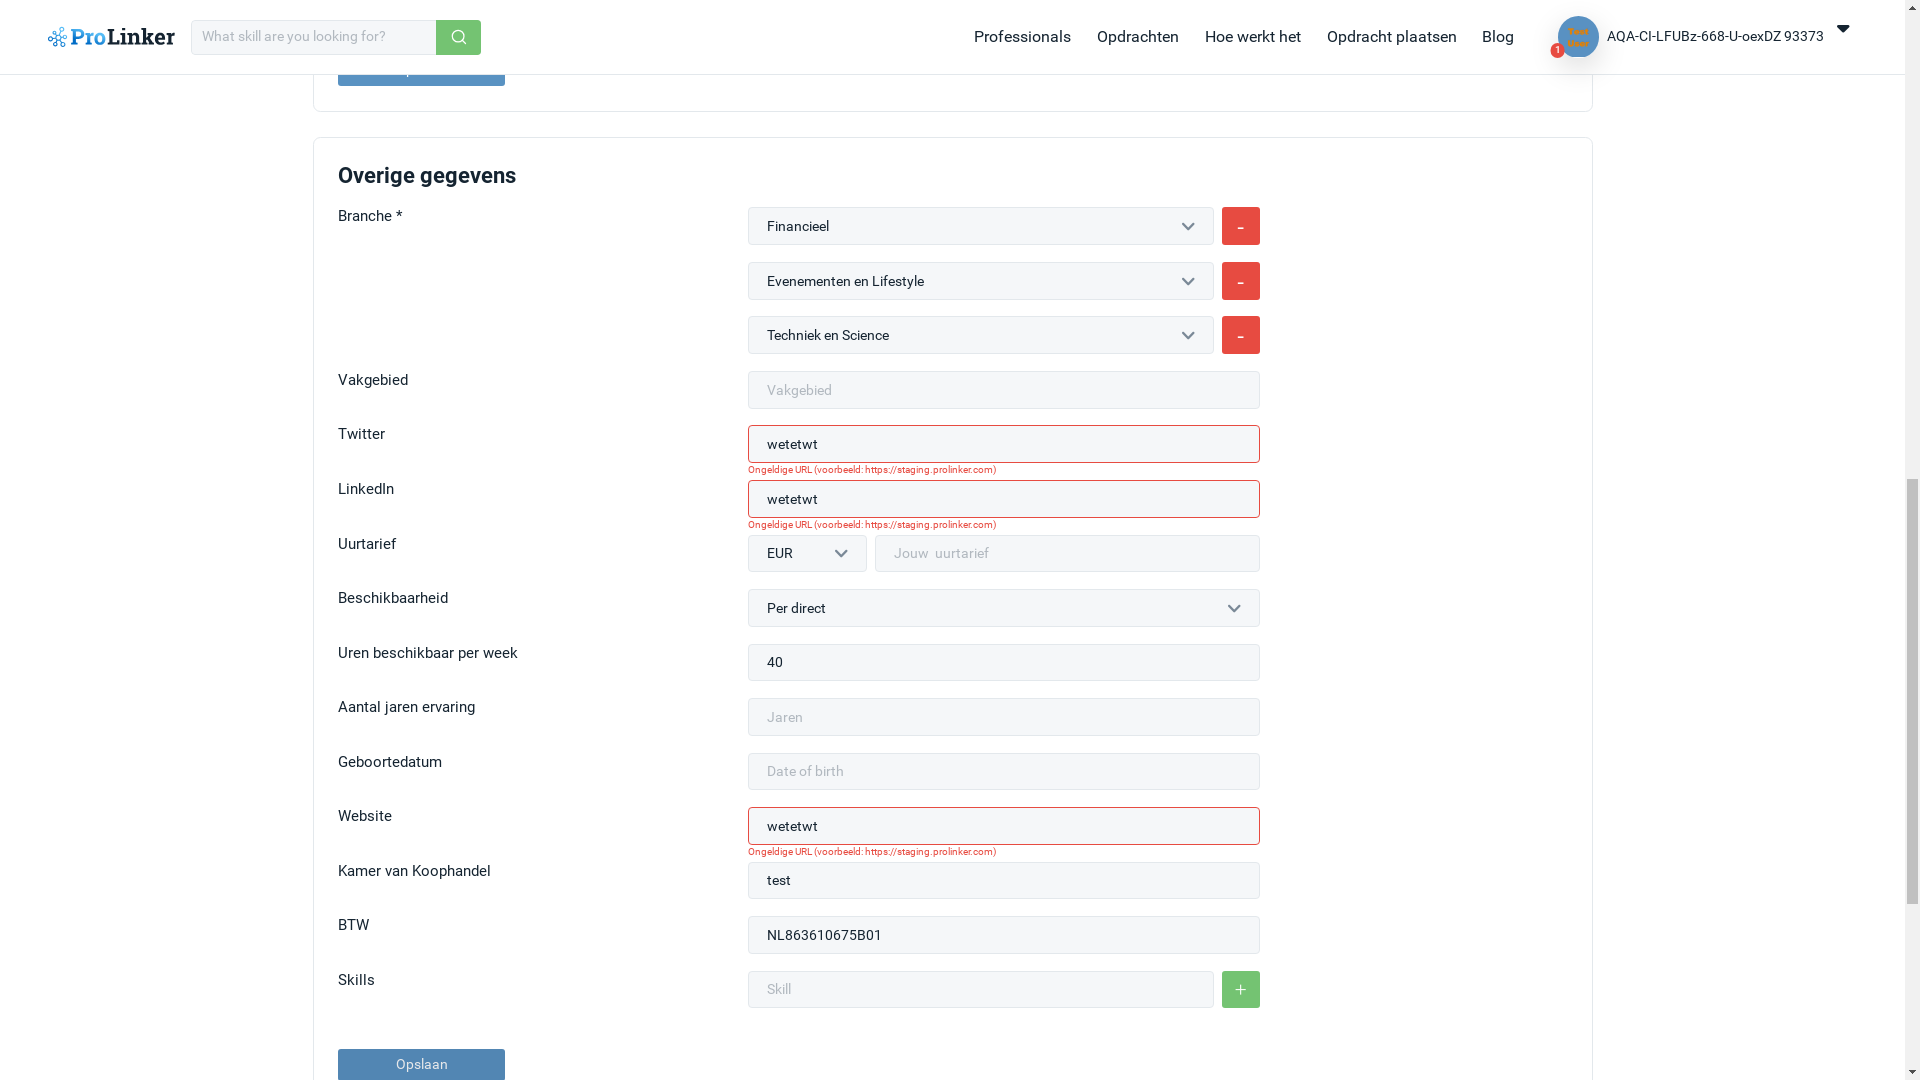 ProLinker
What skill are you looking for?
Professionals
Opdrachten
Hoe werkt het
Opdracht plaatsen
Blog
1
AQA-CI-LFUBz-668-U-oexDZ 93373
Overige gegevens
Branche *
Financieel
-
Evenementen en Lifestyle
-
Techniek en Science
-
Vakgebied
Vakgebied
Twitter
wetetwt
Ongeldige URL (voorbeeld: https://staging.prolinker.com)
LinkedIn
wetetwt
Ongeldige URL (voorbeeld: https://staging.prolinker.com)
Uurtarief
EUR
Jouw uurtarief
Beschikbaarheid
Per direct
Uren beschikbaar per week
40
Aantal jaren ervaring
Jaren
Geboortedatum
Date of birth
Website
wetetwt
Ongeldige URL (voorbeeld: https://staging.prolinker.com)
Kamer van Koophandel
test
BTW
NL863610675B01
Skills
Skill
+
Opslaan